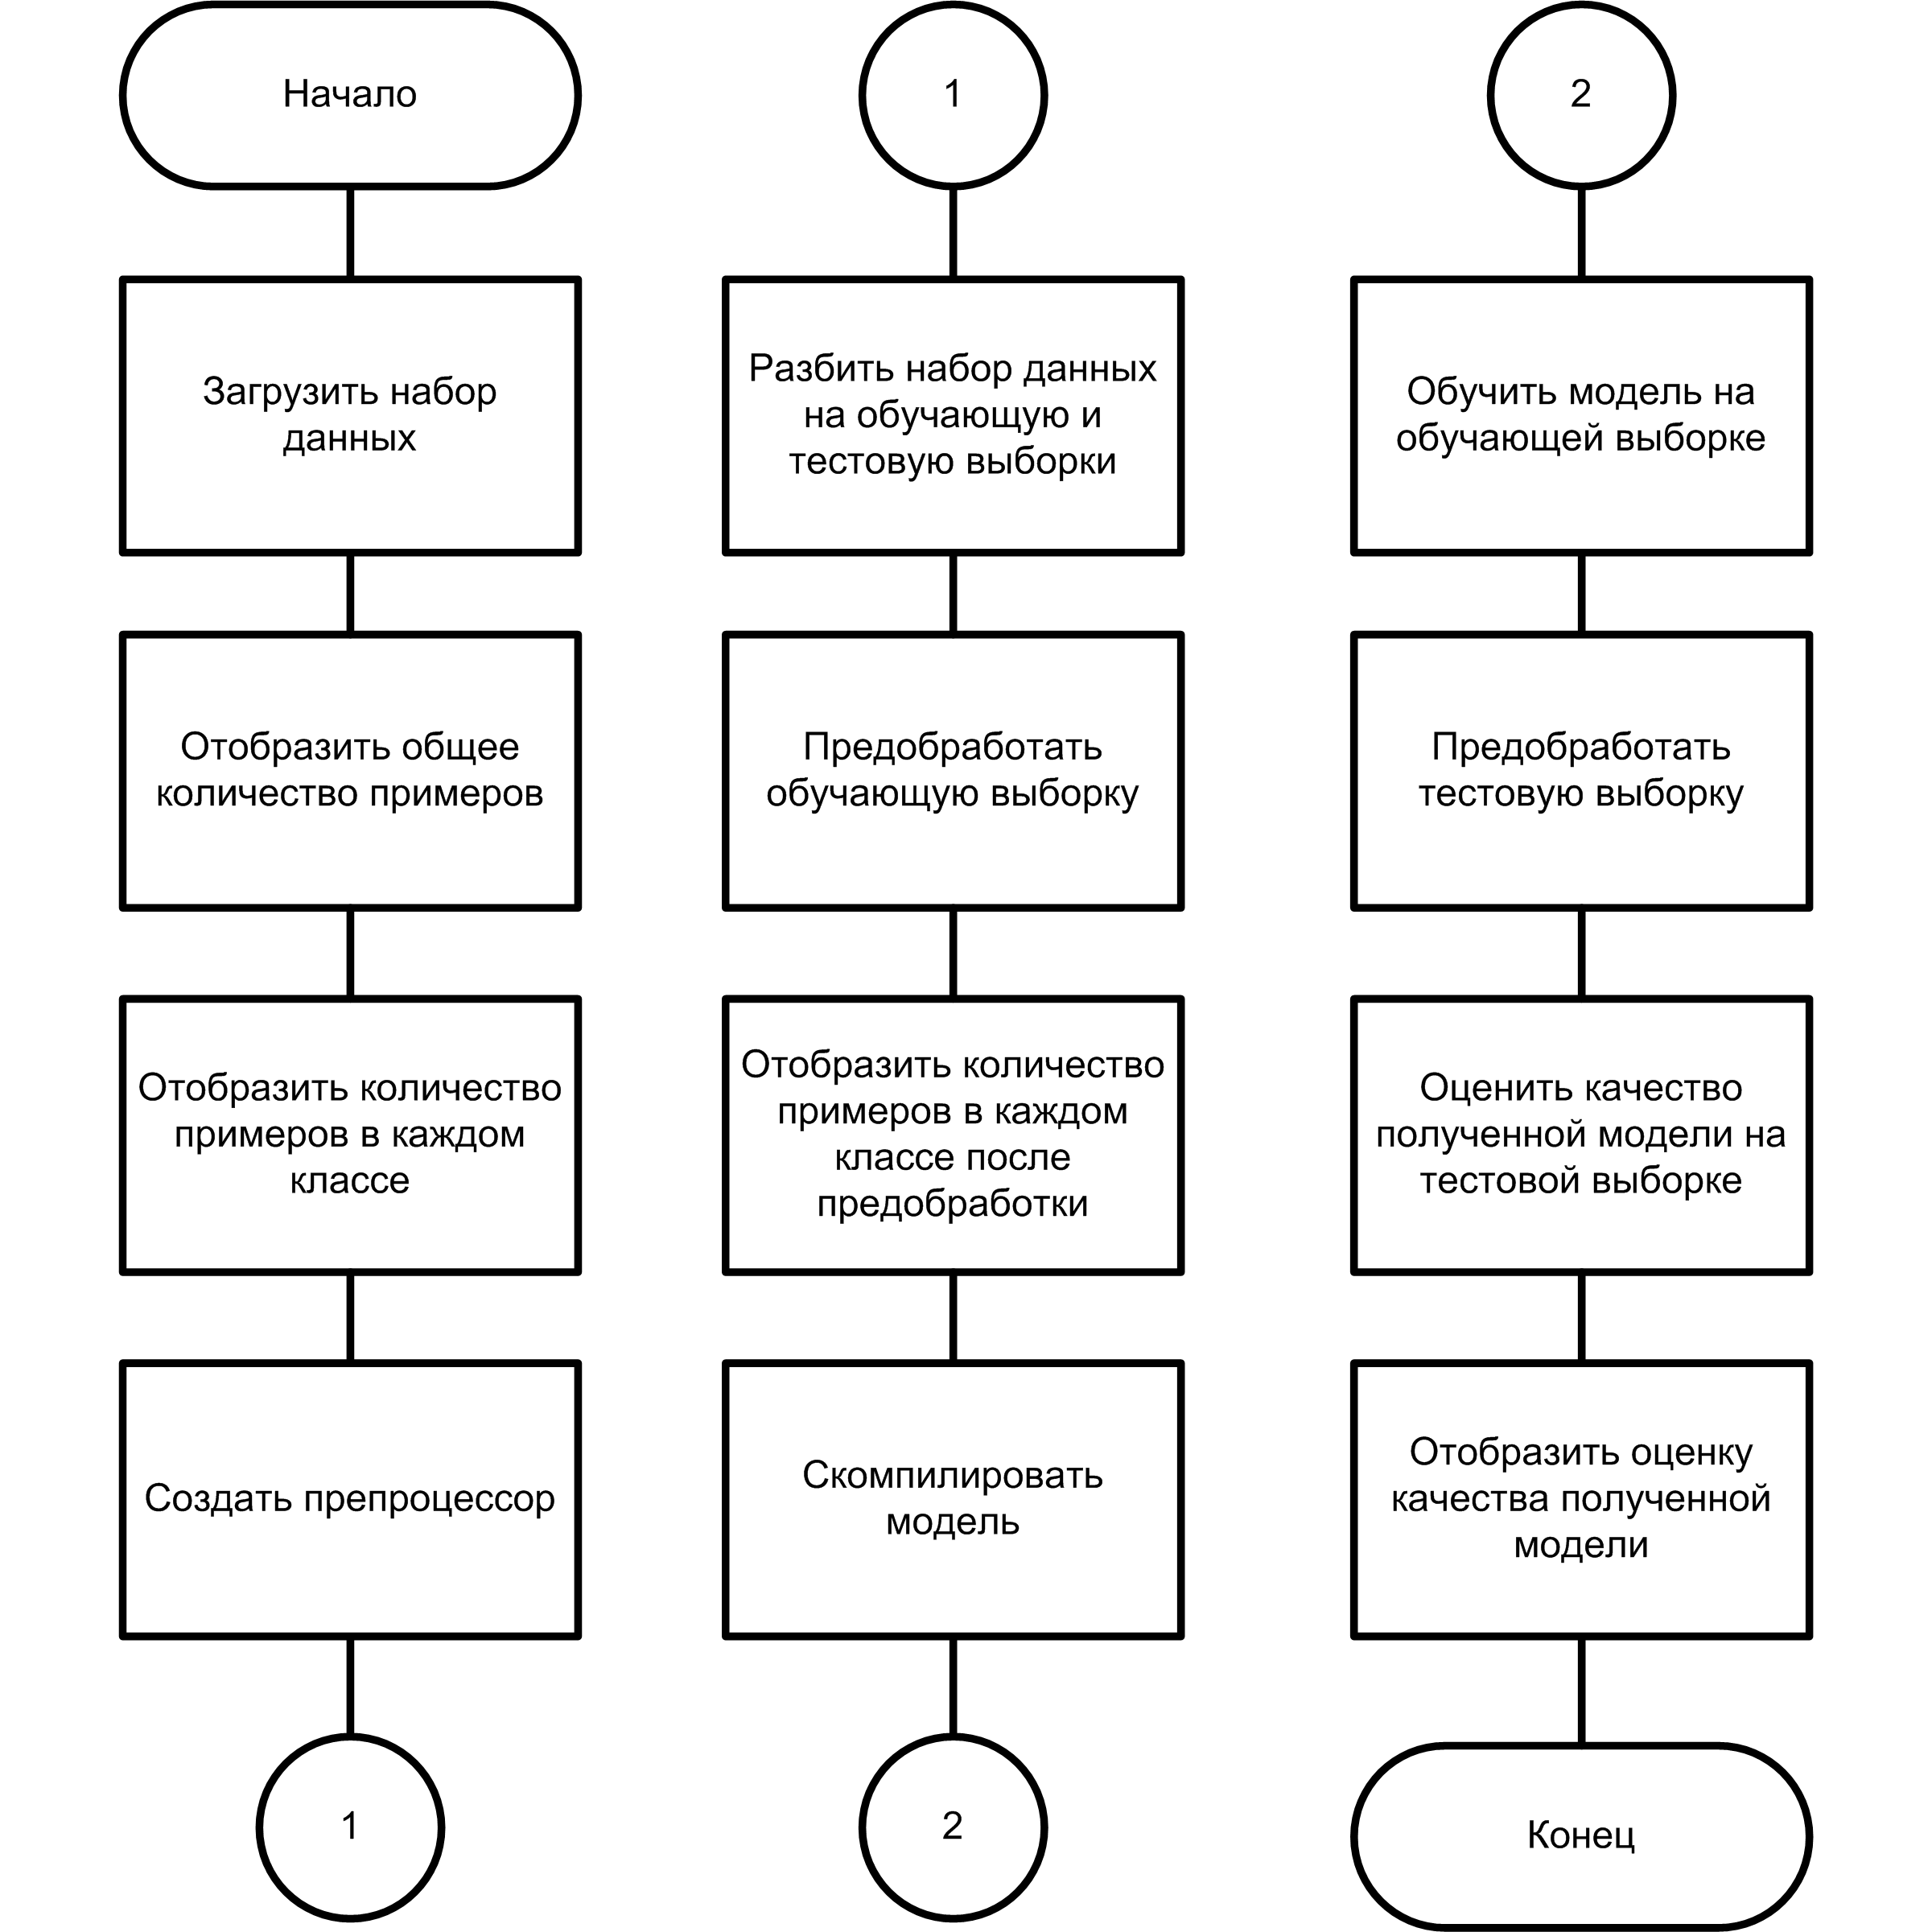 Начало
Загрузить набор
данных
Отобразить общее
количество примеров
Отобразить количество
примеров в каждом
классе
Создать препроцессор
1
1
Разбить набор данных
на обучающую и
тестовую выборки
Предобработать
обучающую выборку
Отобразить количество
примеров в каждом
классе после
предобработки
Скомпилировать
модель
2
2
Обучить модель на
обучающей выборке
Предобработать
тестовую выборку
Оценить качество
полученной модели на
тестовой выборке
Отобразить оценку
качества полученной
модели
Конец